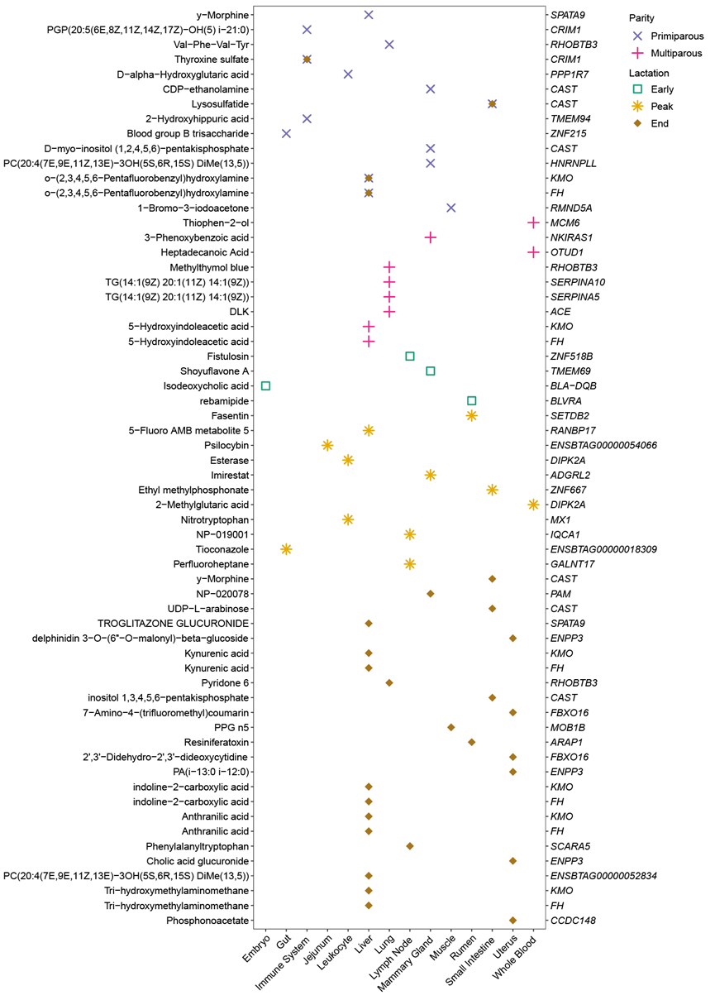 y−Morphine SPATA9
PGP(20:5(6E,8Z,11Z,14Z,17Z)−OH(5) i−21:0) CRIM1
Val−Phe−Val−Tyr RHOBTB3
Thyroxine sulfate CRIM1
D−alpha−Hydroxyglutaric acid PPP1R7
CDP−ethanolamine CAST
Lysosulfatide CAST
2−Hydroxyhippuric acid TMEM94
Blood group B trisaccharide ZNF215
D−myo−inositol (1,2,4,5,6)−pentakisphosphate CAST
PC(20:4(7E,9E,11Z,13E)−3OH(5S,6R,15S) DiMe(13,5)) HNRNPLL
o−(2,3,4,5,6−Pentafluorobenzyl)hydroxylamine KMO
o−(2,3,4,5,6−Pentafluorobenzyl)hydroxylamine FH
1−Bromo−3−iodoacetone RMND5A
Thiophen−2−ol MCM6
3−Phenoxybenzoic acid NKIRAS1
Heptadecanoic Acid OTUD1
Methylthymol blue RHOBTB3
TG(14:1(9Z) 20:1(11Z) 14:1(9Z)) SERPINA10
TG(14:1(9Z) 20:1(11Z) 14:1(9Z)) SERPINA5
DLK ACE
5−Hydroxyindoleacetic acid KMO
5−Hydroxyindoleacetic acid FH
Fistulosin ZNF518B
Shoyuflavone A TMEM69
Isodeoxycholic acid BLA−DQB
rebamipide BLVRA
Fasentin SETDB2
5−Fluoro AMB metabolite 5 RANBP17
Psilocybin ENSBTAG00000054066
Esterase DIPK2A
Imirestat ADGRL2
Ethyl methylphosphonate ZNF667
2−Methylglutaric acid DIPK2A
Nitrotryptophan MX1
NP−019001 IQCA1
Tioconazole ENSBTAG00000018309
Perfluoroheptane GALNT17
y−Morphine CAST
NP−020078 PAM
UDP−L−arabinose CAST
TROGLITAZONE GLUCURONIDE SPATA9
delphinidin 3−O−(6"−O−malonyl)−beta−glucoside ENPP3
Kynurenic acid KMO
Kynurenic acid FH
Pyridone 6 RHOBTB3
inositol 1,3,4,5,6−pentakisphosphate CAST
7−Amino−4−(trifluoromethyl)coumarin FBXO16
PPG n5 MOB1B
Resiniferatoxin ARAP1
2',3'−Didehydro−2',3'−dideoxycytidine FBXO16
PA(i−13:0 i−12:0) ENPP3
indoline−2−carboxylic acid KMO
indoline−2−carboxylic acid FH
Anthranilic acid KMO
Anthranilic acid FH
Phenylalanyltryptophan SCARA5
Cholic acid glucuronide ENPP3
PC(20:4(7E,9E,11Z,13E)−3OH(5S,6R,15S) DiMe(13,5)) ENSBTAG00000052834
Tri−hydroxymethylaminomethane KMO
Tri−hydroxymethylaminomethane FH
Phosphonoacetate CCDC148
Embryo
Gut
Immune System
Jejunum
Leukocyte
Liver
Lung
Lymph Node
Mammary Gland
Muscle
Rumen
Small Intestine
Uterus
Whole Blood
Parity
Primiparous
Multiparous
Lactation
Early
Peak
End